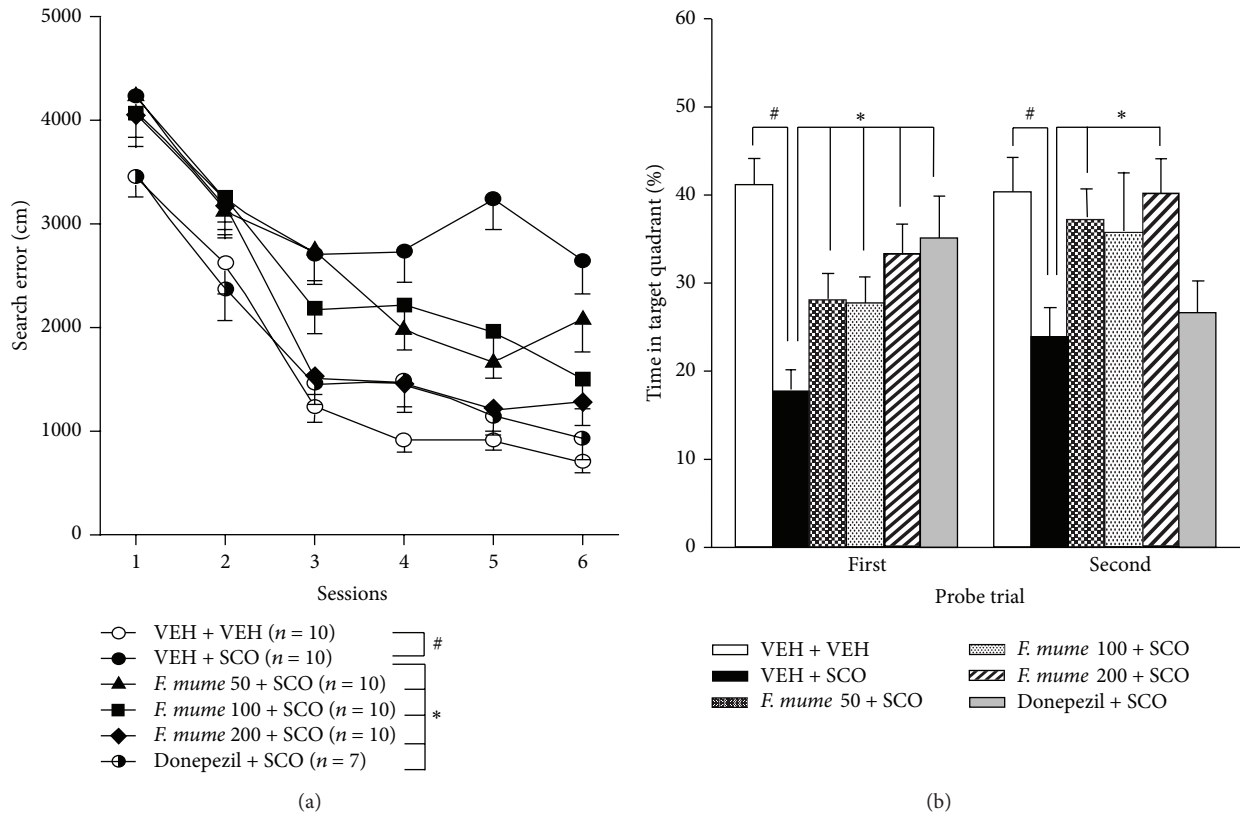 5000
4000
3000
2000
1000
0
Search error (cm)
1 2 3 4 5 6
Sessions
VEH + VEH (n = 10)
VEH + SCO (n = 10)
F. mume 50 + SCO (n = 10)
F. mume 100 + SCO (n = 10)
F. mume 200 + SCO (n = 10)
Donepezil + SCO (n = 7)
#
*
(a)
60
50
40
30
20
10
0
Time in target quadrant (%)
# * # *
First Second
Probe trial
VEH + VEH
VEH + SCO
F. mume 50 + SCO
F. mume 100 + SCO
F. mume 200 + SCO
Donepezil + SCO
(b)